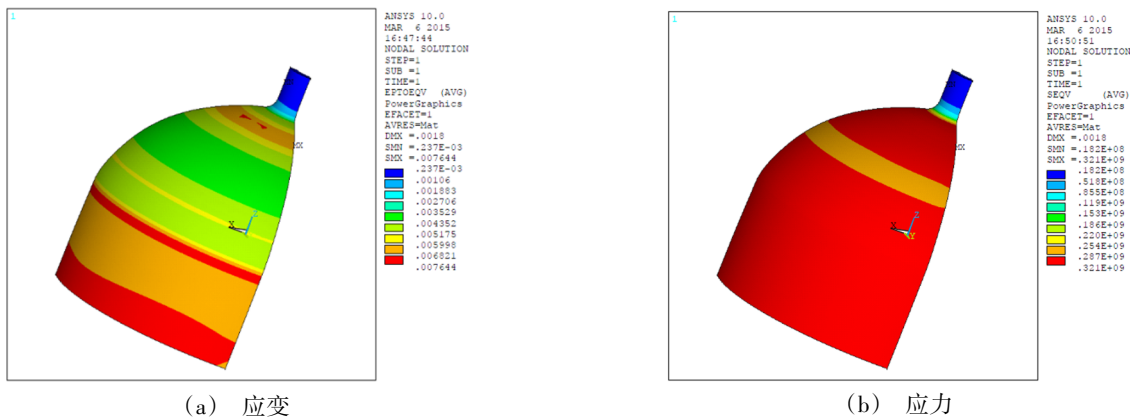 1
ANSYS 10.0
MAR 6 2015
16:47:44
NODAL SOLUTION
STEP=1
SUB =1
TIME=1
EPTOEQV (AVG)
PowerGraphics
EFACET=1
AVRES=Mat
DMX =.0018
SMN =.237E-03
SMX =.007644
.237E-03
.00106
.001883
.002706
.003529
.004352
.005175
.005998
.006821
.007644
MX
Z
X
(a) 应变
1
ANSYS 10.0
MAR 6 2015
16:50:51
NODAL SOLUTION
STEP=1
SUB =1
TIME=1
SEQV (AVG)
PowerGraphics
EFACET=1
AVRES=Mat
DMX =.0018
SMN =.182E+08
SMX =.321E+09
.182E+08
.518E+08
.855E+08
.119E+09
.153E+09
.186E+09
.220E+09
.254E+09
.287E+09
.321E+09
MX
Z
X
Y
(b) 应力